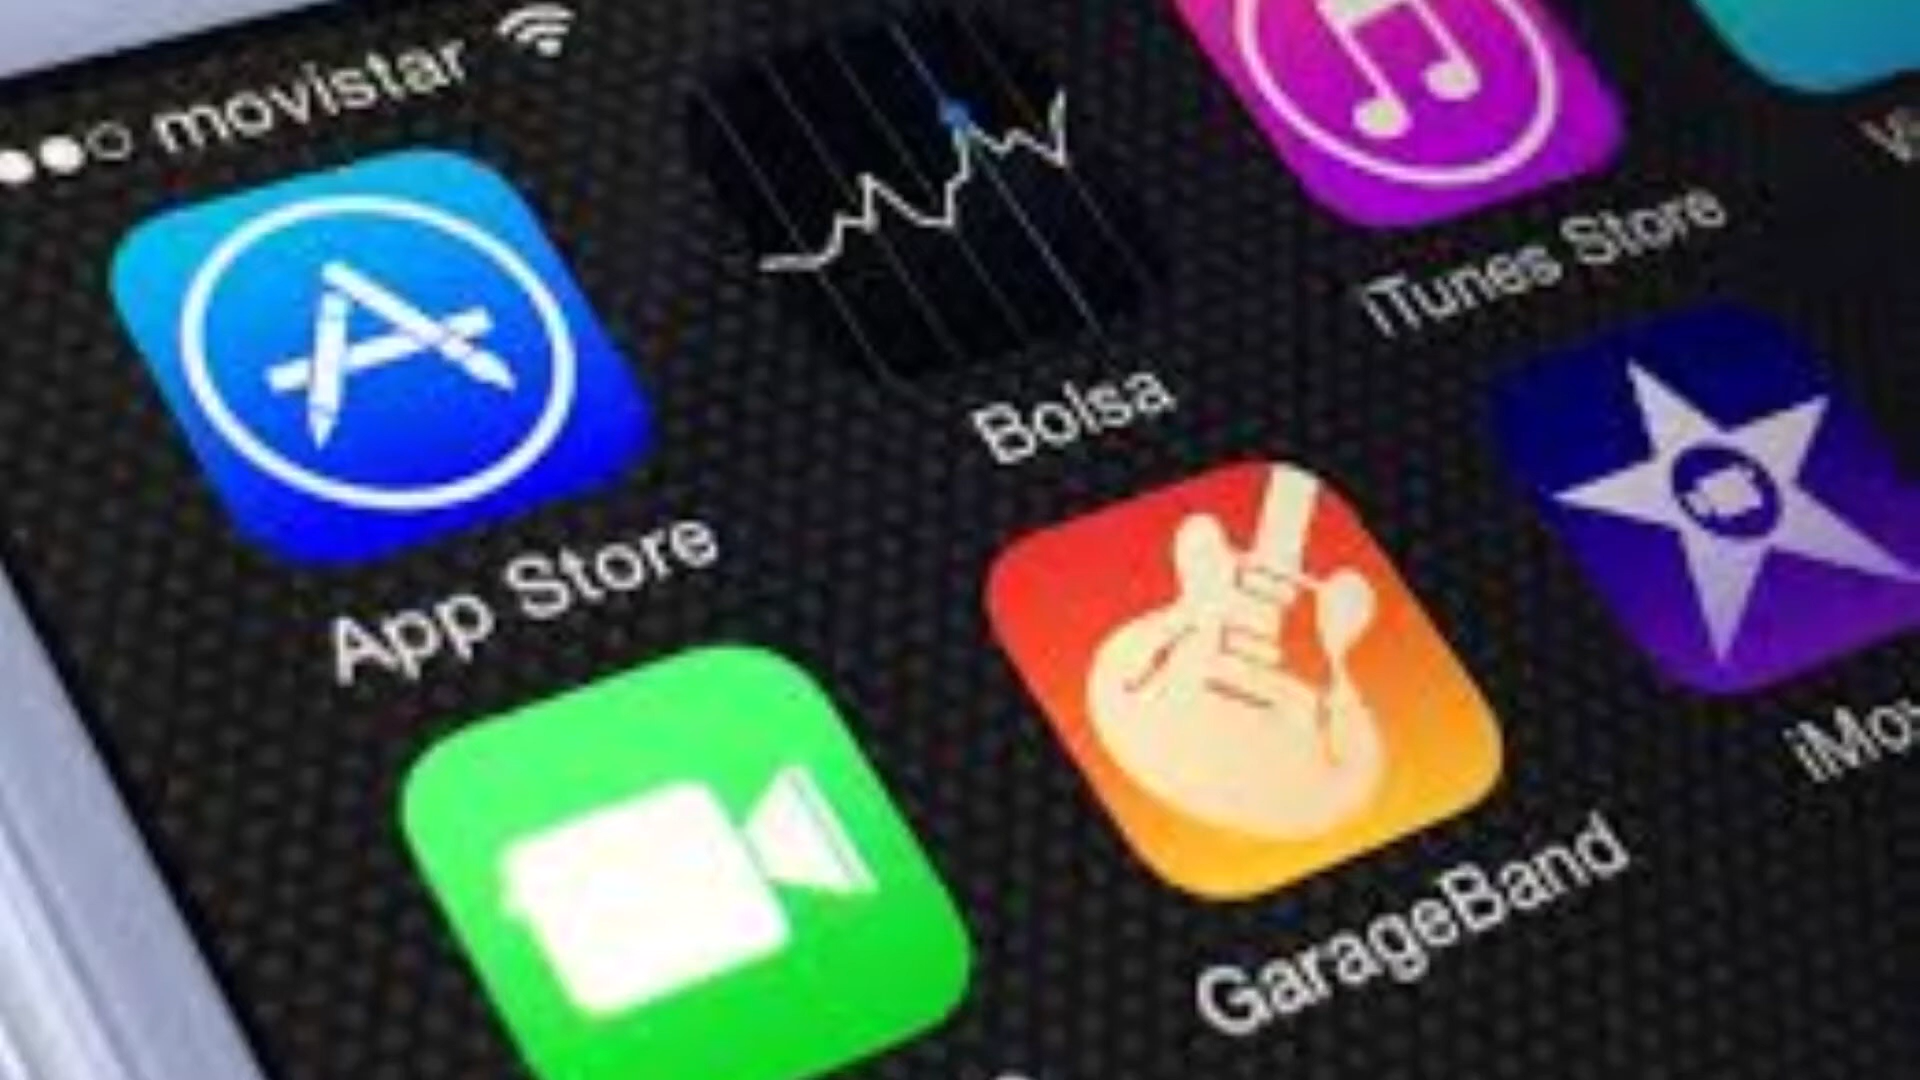 movistar
App Store
Bolsa
iTunes Store
GarageBand